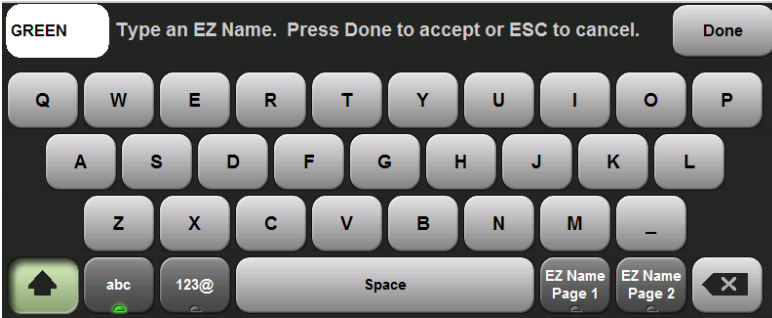 GREEN Type an EZ Name. Press Done to accept or ESC to cancel. Done
Q W E R T Y U I O P
A S D F G H J K L
Z X C V B N M _
abc 123@ Space EZ Name Page 1 EZ Name Page 2